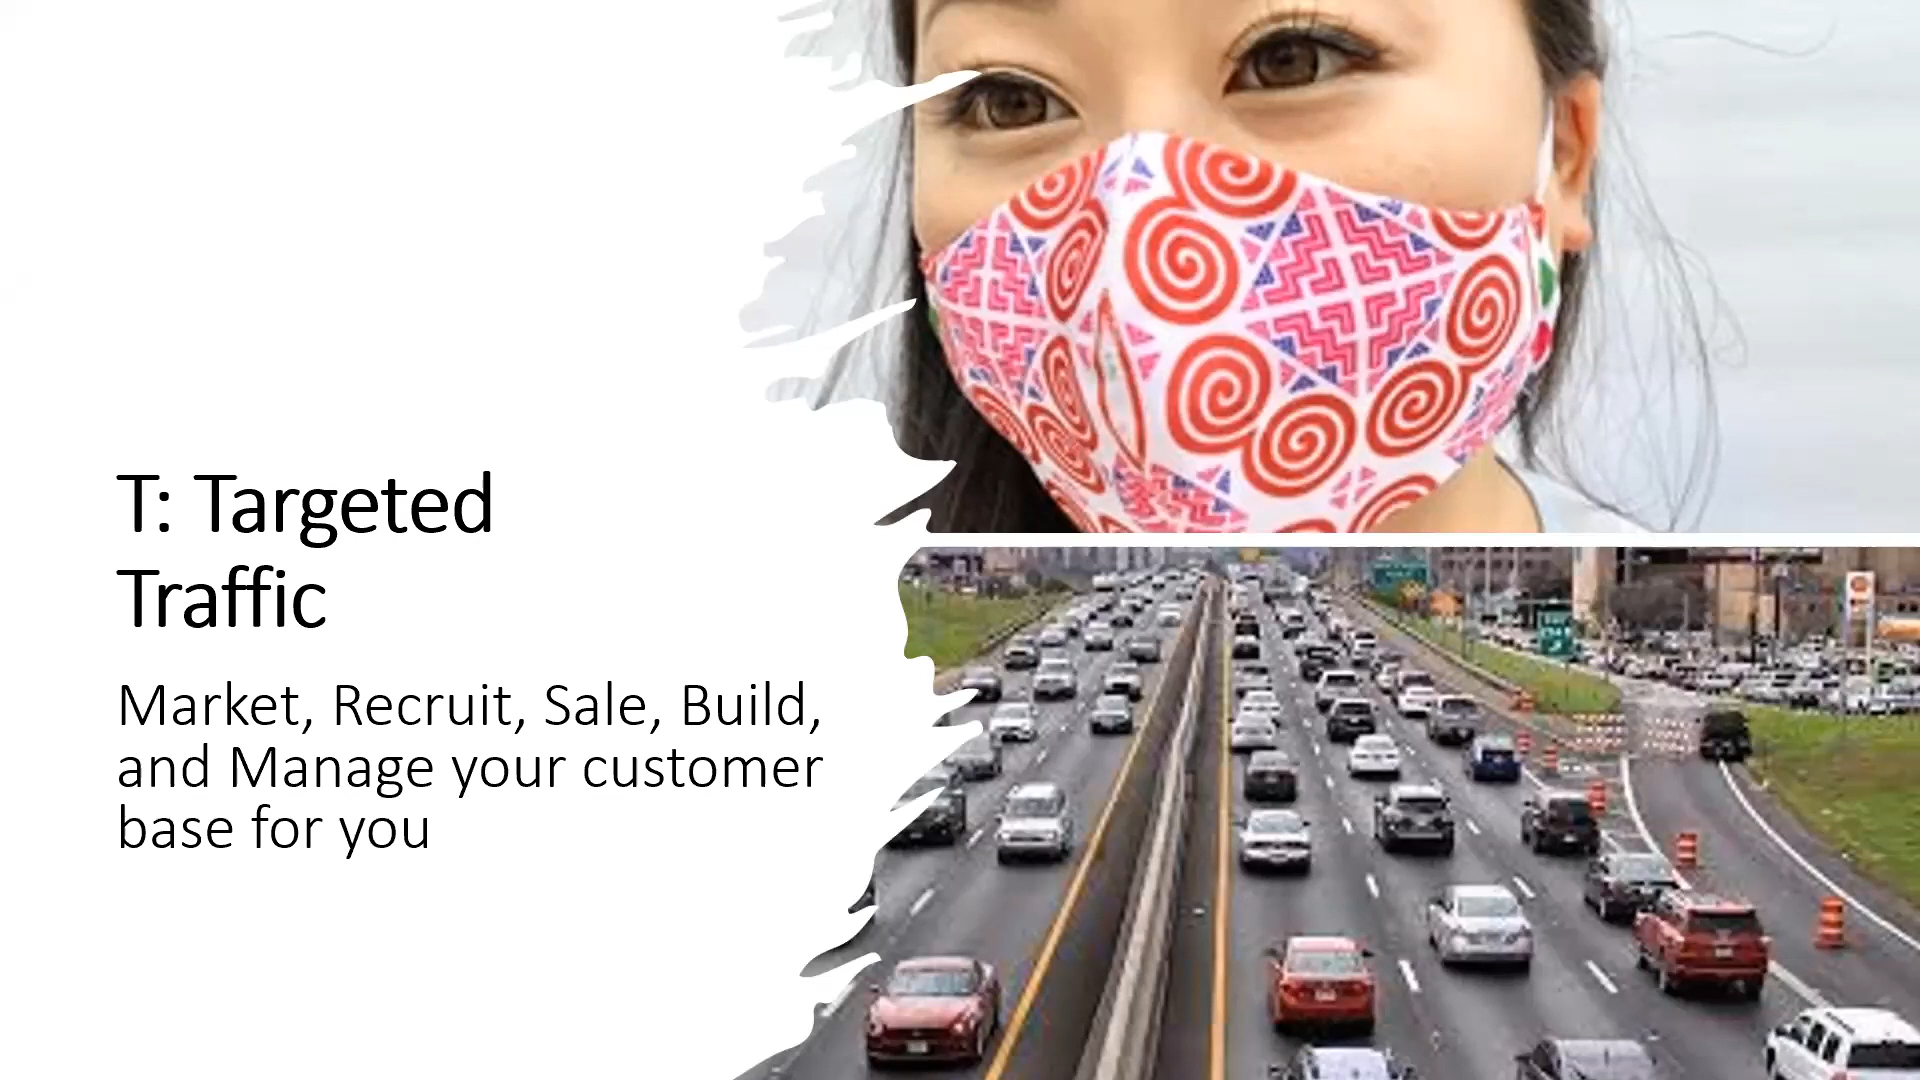 T: Targeted
Traffic
Market, Recruit, Sale, Build,
and Manage your customer
base for you